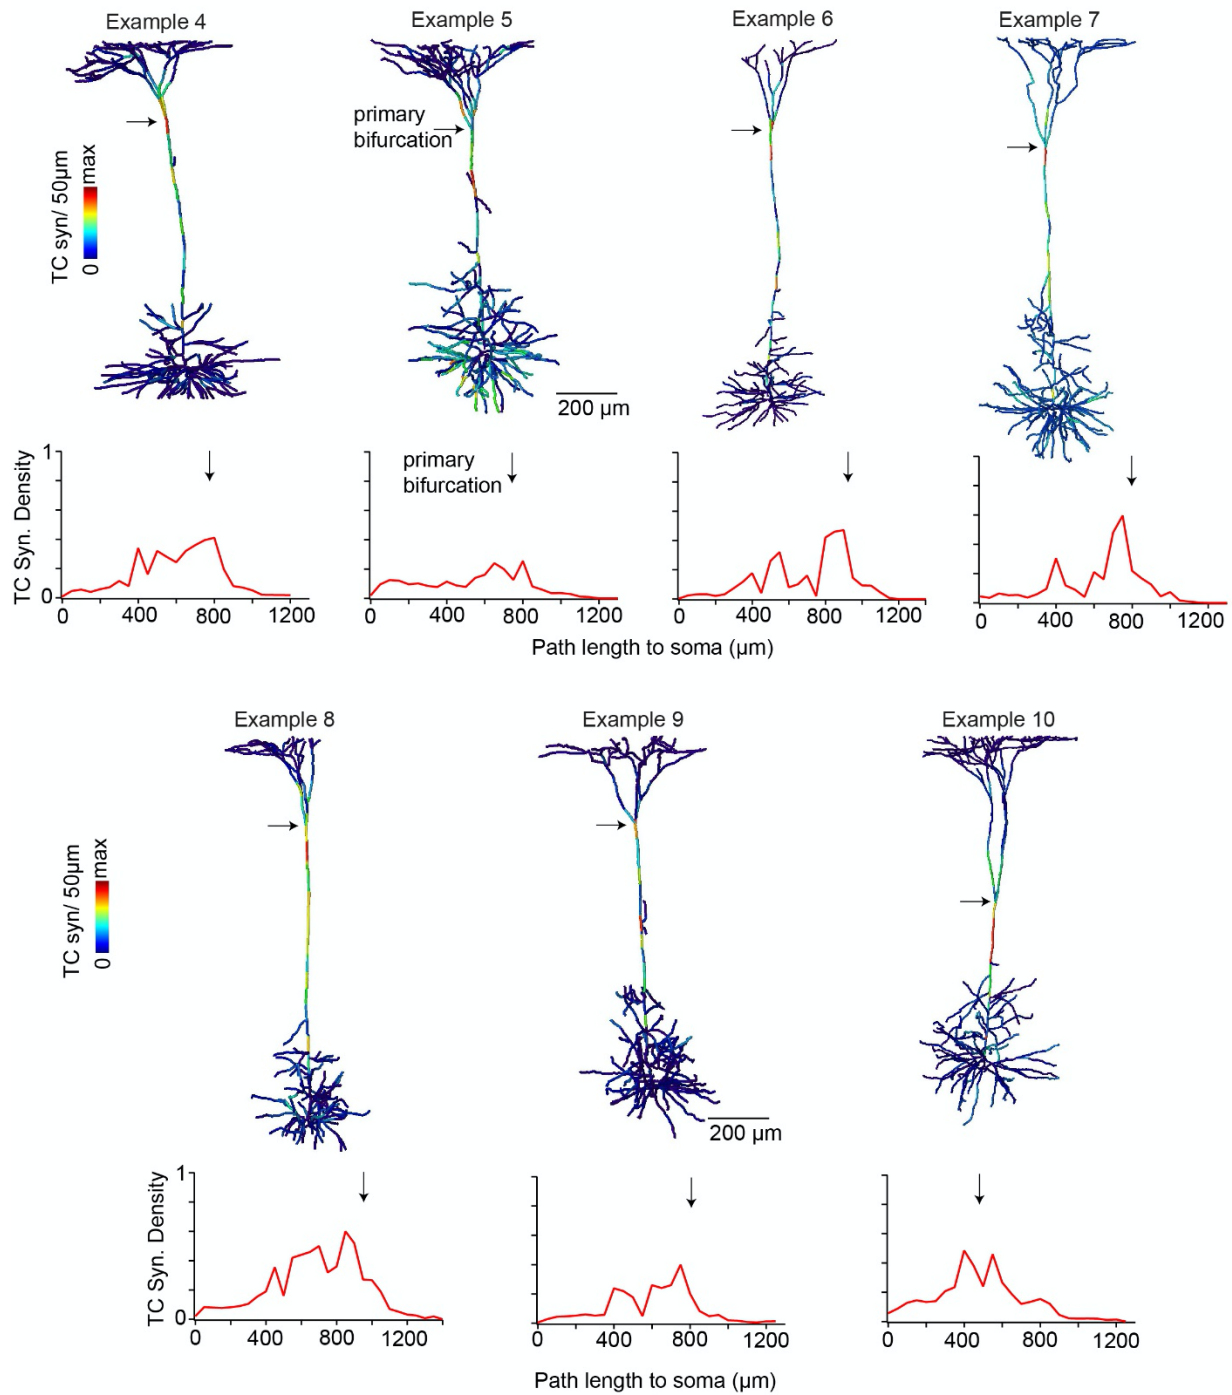 Example 4
Example 5
Example 6
Example 7
primary
bifurcation
TC syn/ 50µm
0
max
200 µm
TC Syn. Density
1
0
primary
bifurcation
0 400 800 1200
0 400 800 1200
0 400 800 1200
0 400 800 1200
Path length to soma (µm)
Example 8
Example 9
Example 10
TC syn/ 50µm
0
max
200 µm
TC Syn. Density
1
0
0 400 800 1200
0 400 800 1200
0 400 800 1200
Path length to soma (µm)